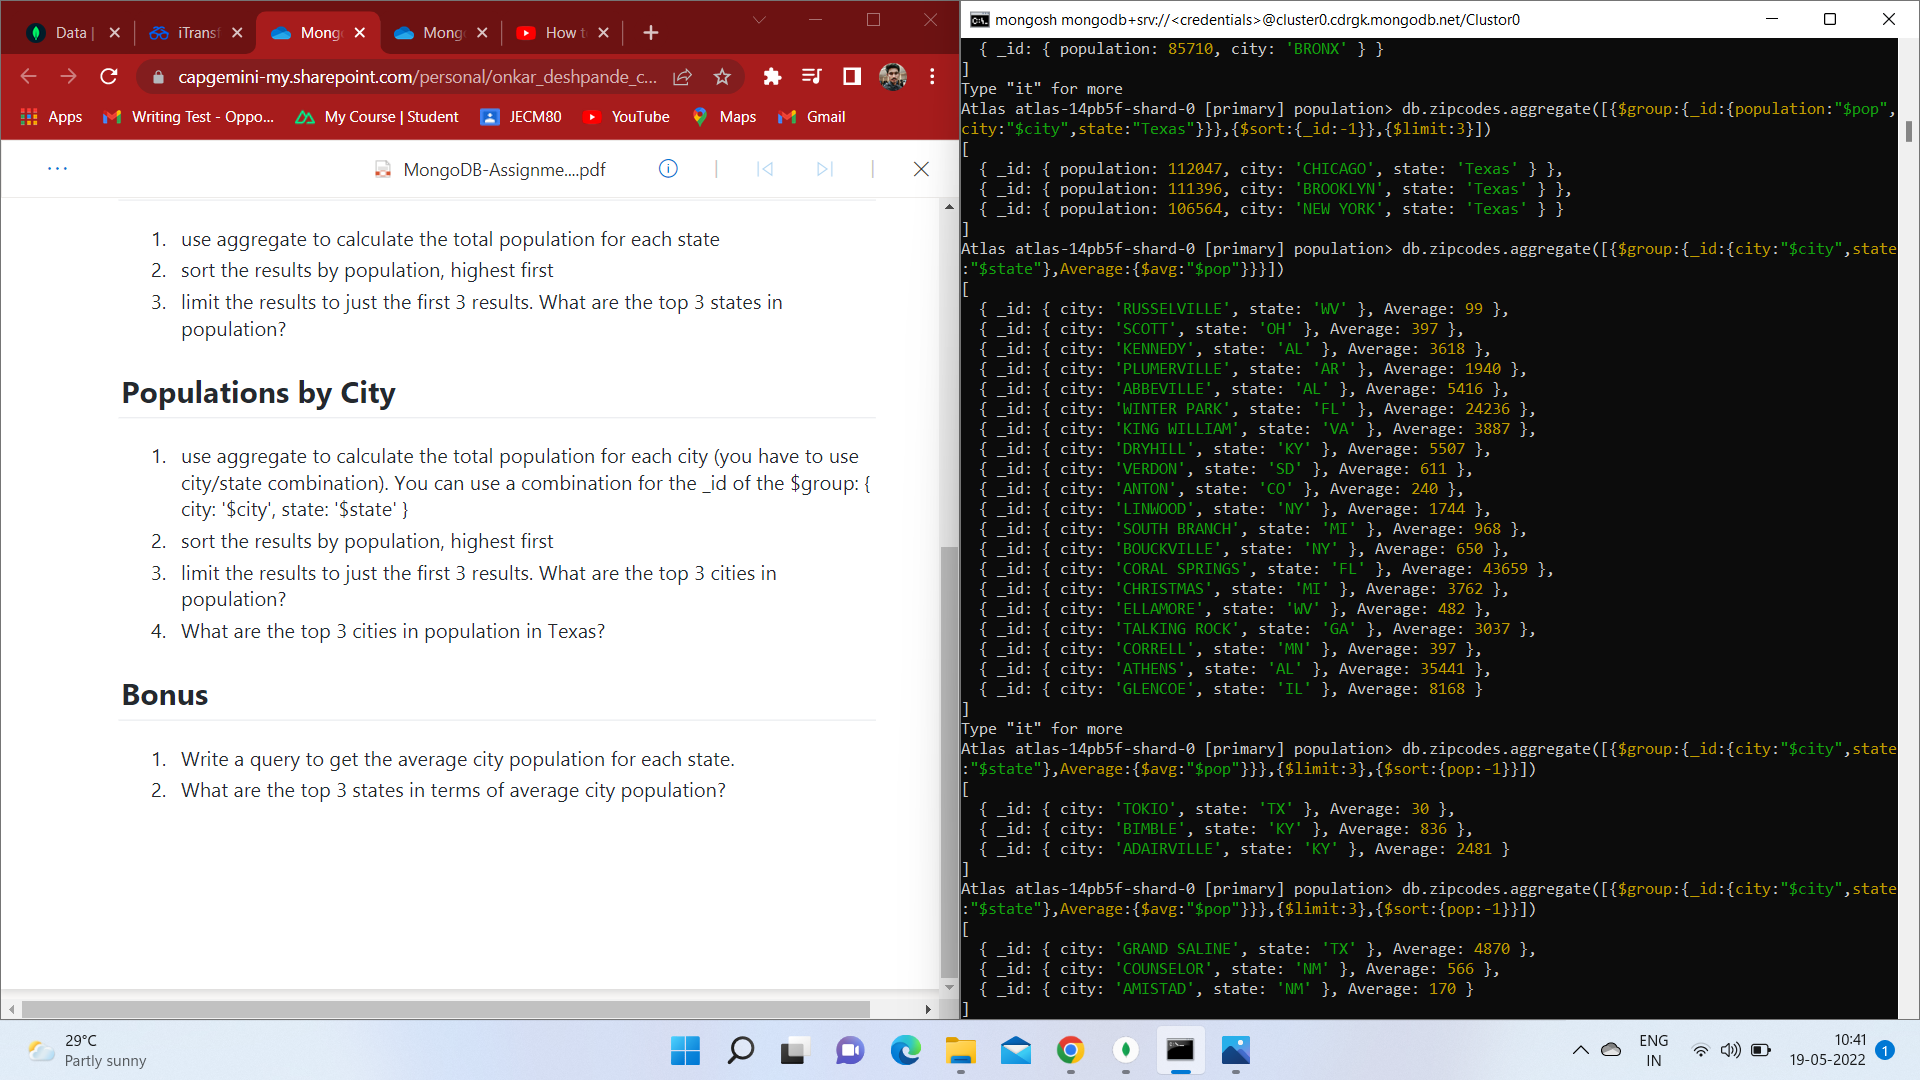 Data |
iTransf
Mong
Mong
How t
capgemini-my.sharepoint.com/personal/onkar_deshpande_c...
Apps
Writing Test - Oppo...
My Course | Student
JECM80
YouTube
Maps
Gmail
MongoDB-Assignme....pdf
1. use aggregate to calculate the total population for each state
2. sort the results by population, highest first
3. limit the results to just the first 3 results. What are the top 3 states in
population?
Populations by City
1. use aggregate to calculate the total population for each city (you have to use
city/state combination). You can use a combination for the _id of the $group: {
city: '$city', state: '$state' }
2. sort the results by population, highest first
3. limit the results to just the first 3 results. What are the top 3 cities in
population?
4. What are the top 3 cities in population in Texas?
Bonus
1. Write a query to get the average city population for each state.
2. What are the top 3 states in terms of average city population?
mongosh mongodb+srv://<credentials>@cluster0.cdrgk.mongodb.net/Clustor0
{ _id: { population: 85710, city: 'BRONX' } }
]
Type "it" for more
Atlas atlas-14pb5f-shard-0 [primary] population> db.zipcodes.aggregate([{$group:{_id:{population:"$pop",
city:"$city",state:"Texas"}}},{$sort:{_id:-1}},{$limit:3}])
[
{ _id: { population: 112047, city: 'CHICAGO', state: 'Texas' } },
{ _id: { population: 111396, city: 'BROOKLYN', state: 'Texas' } },
{ _id: { population: 106564, city: 'NEW YORK', state: 'Texas' } }
]
Atlas atlas-14pb5f-shard-0 [primary] population> db.zipcodes.aggregate([{$group:{_id:{city:"$city",state
:"$state"},Average:{$avg:"$pop"}}}])
[
{ _id: { city: 'RUSSELVILLE', state: 'WV' }, Average: 99 },
{ _id: { city: 'SCOTT', state: 'OH' }, Average: 397 },
{ _id: { city: 'KENNEDY', state: 'AL' }, Average: 3618 },
{ _id: { city: 'PLUMERVILLE', state: 'AR' }, Average: 1940 },
{ _id: { city: 'ABBEVILLE', state: 'AL' }, Average: 5416 },
{ _id: { city: 'WINTER PARK', state: 'FL' }, Average: 24236 },
{ _id: { city: 'KING WILLIAM', state: 'VA' }, Average: 3887 },
{ _id: { city: 'DRYHILL', state: 'KY' }, Average: 5507 },
{ _id: { city: 'VERDON', state: 'SD' }, Average: 611 },
{ _id: { city: 'ANTON', state: 'CO' }, Average: 240 },
{ _id: { city: 'LINWOOD', state: 'NY' }, Average: 1744 },
{ _id: { city: 'SOUTH BRANCH', state: 'MI' }, Average: 968 },
{ _id: { city: 'BOUCKVILLE', state: 'NY' }, Average: 650 },
{ _id: { city: 'CORAL SPRINGS', state: 'FL' }, Average: 43659 },
{ _id: { city: 'CHRISTMAS', state: 'MI' }, Average: 3762 },
{ _id: { city: 'ELLAMORE', state: 'WV' }, Average: 482 },
{ _id: { city: 'TALKING ROCK', state: 'GA' }, Average: 3037 },
{ _id: { city: 'CORRELL', state: 'MN' }, Average: 397 },
{ _id: { city: 'ATHENS', state: 'AL' }, Average: 35441 },
{ _id: { city: 'GLENCOE', state: 'IL' }, Average: 8168 }
]
Type "it" for more
Atlas atlas-14pb5f-shard-0 [primary] population> db.zipcodes.aggregate([{$group:{_id:{city:"$city",state
:"$state"},Average:{$avg:"$pop"}}},{$limit:3},{$sort:{pop:-1}}])
[
{ _id: { city: 'TOKIO', state: 'TX' }, Average: 30 },
{ _id: { city: 'BIMBLE', state: 'KY' }, Average: 836 },
{ _id: { city: 'ADAIRVILLE', state: 'KY' }, Average: 2481 }
]
Atlas atlas-14pb5f-shard-0 [primary] population> db.zipcodes.aggregate([{$group:{_id:{city:"$city",state
:"$state"},Average:{$avg:"$pop"}}},{$limit:3},{$sort:{pop:-1}}])
[
{ _id: { city: 'GRAND SALINE', state: 'TX' }, Average: 4870 },
{ _id: { city: 'COUNSELOR', state: 'NM' }, Average: 566 },
{ _id: { city: 'AMISTAD', state: 'NM' }, Average: 170 }
]
29°C
Partly sunny
ENG
IN
10:41
19-05-2022
1